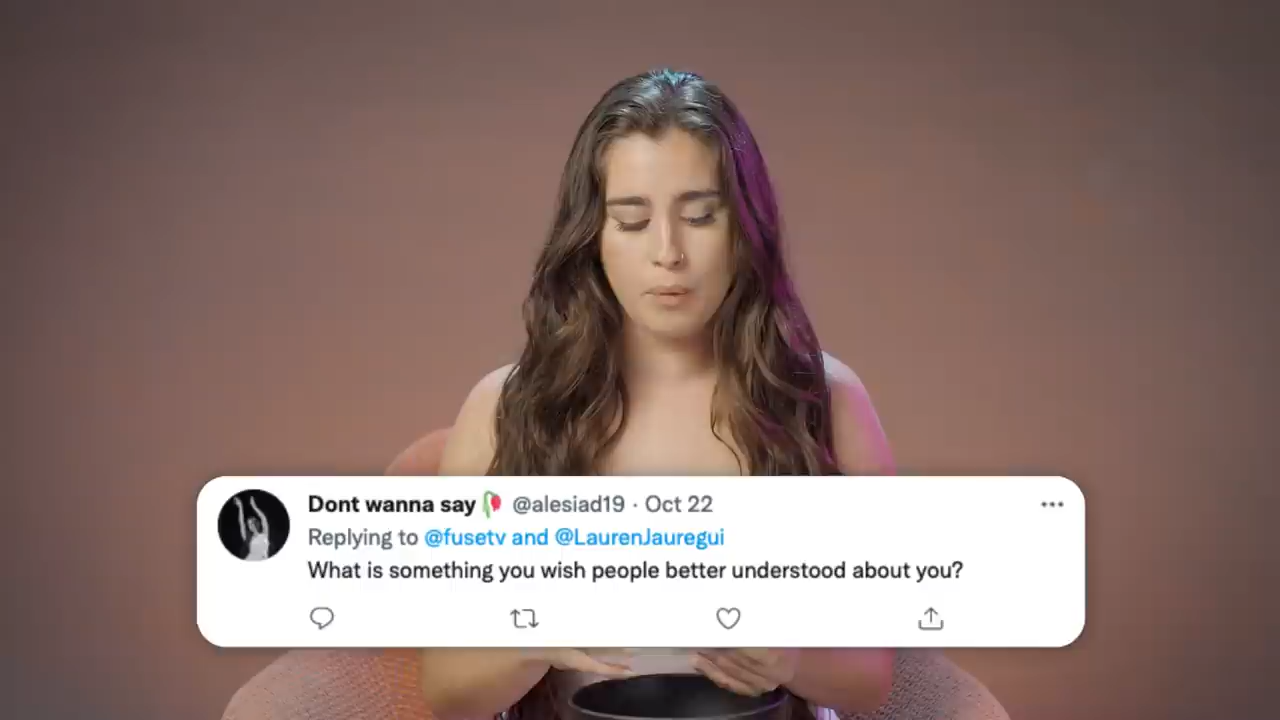 Dont wanna say🥀 @alesiad19 · Oct 22
Replying to @fusetv and @LaurenJauregui
What is something you wish people better understood about you?